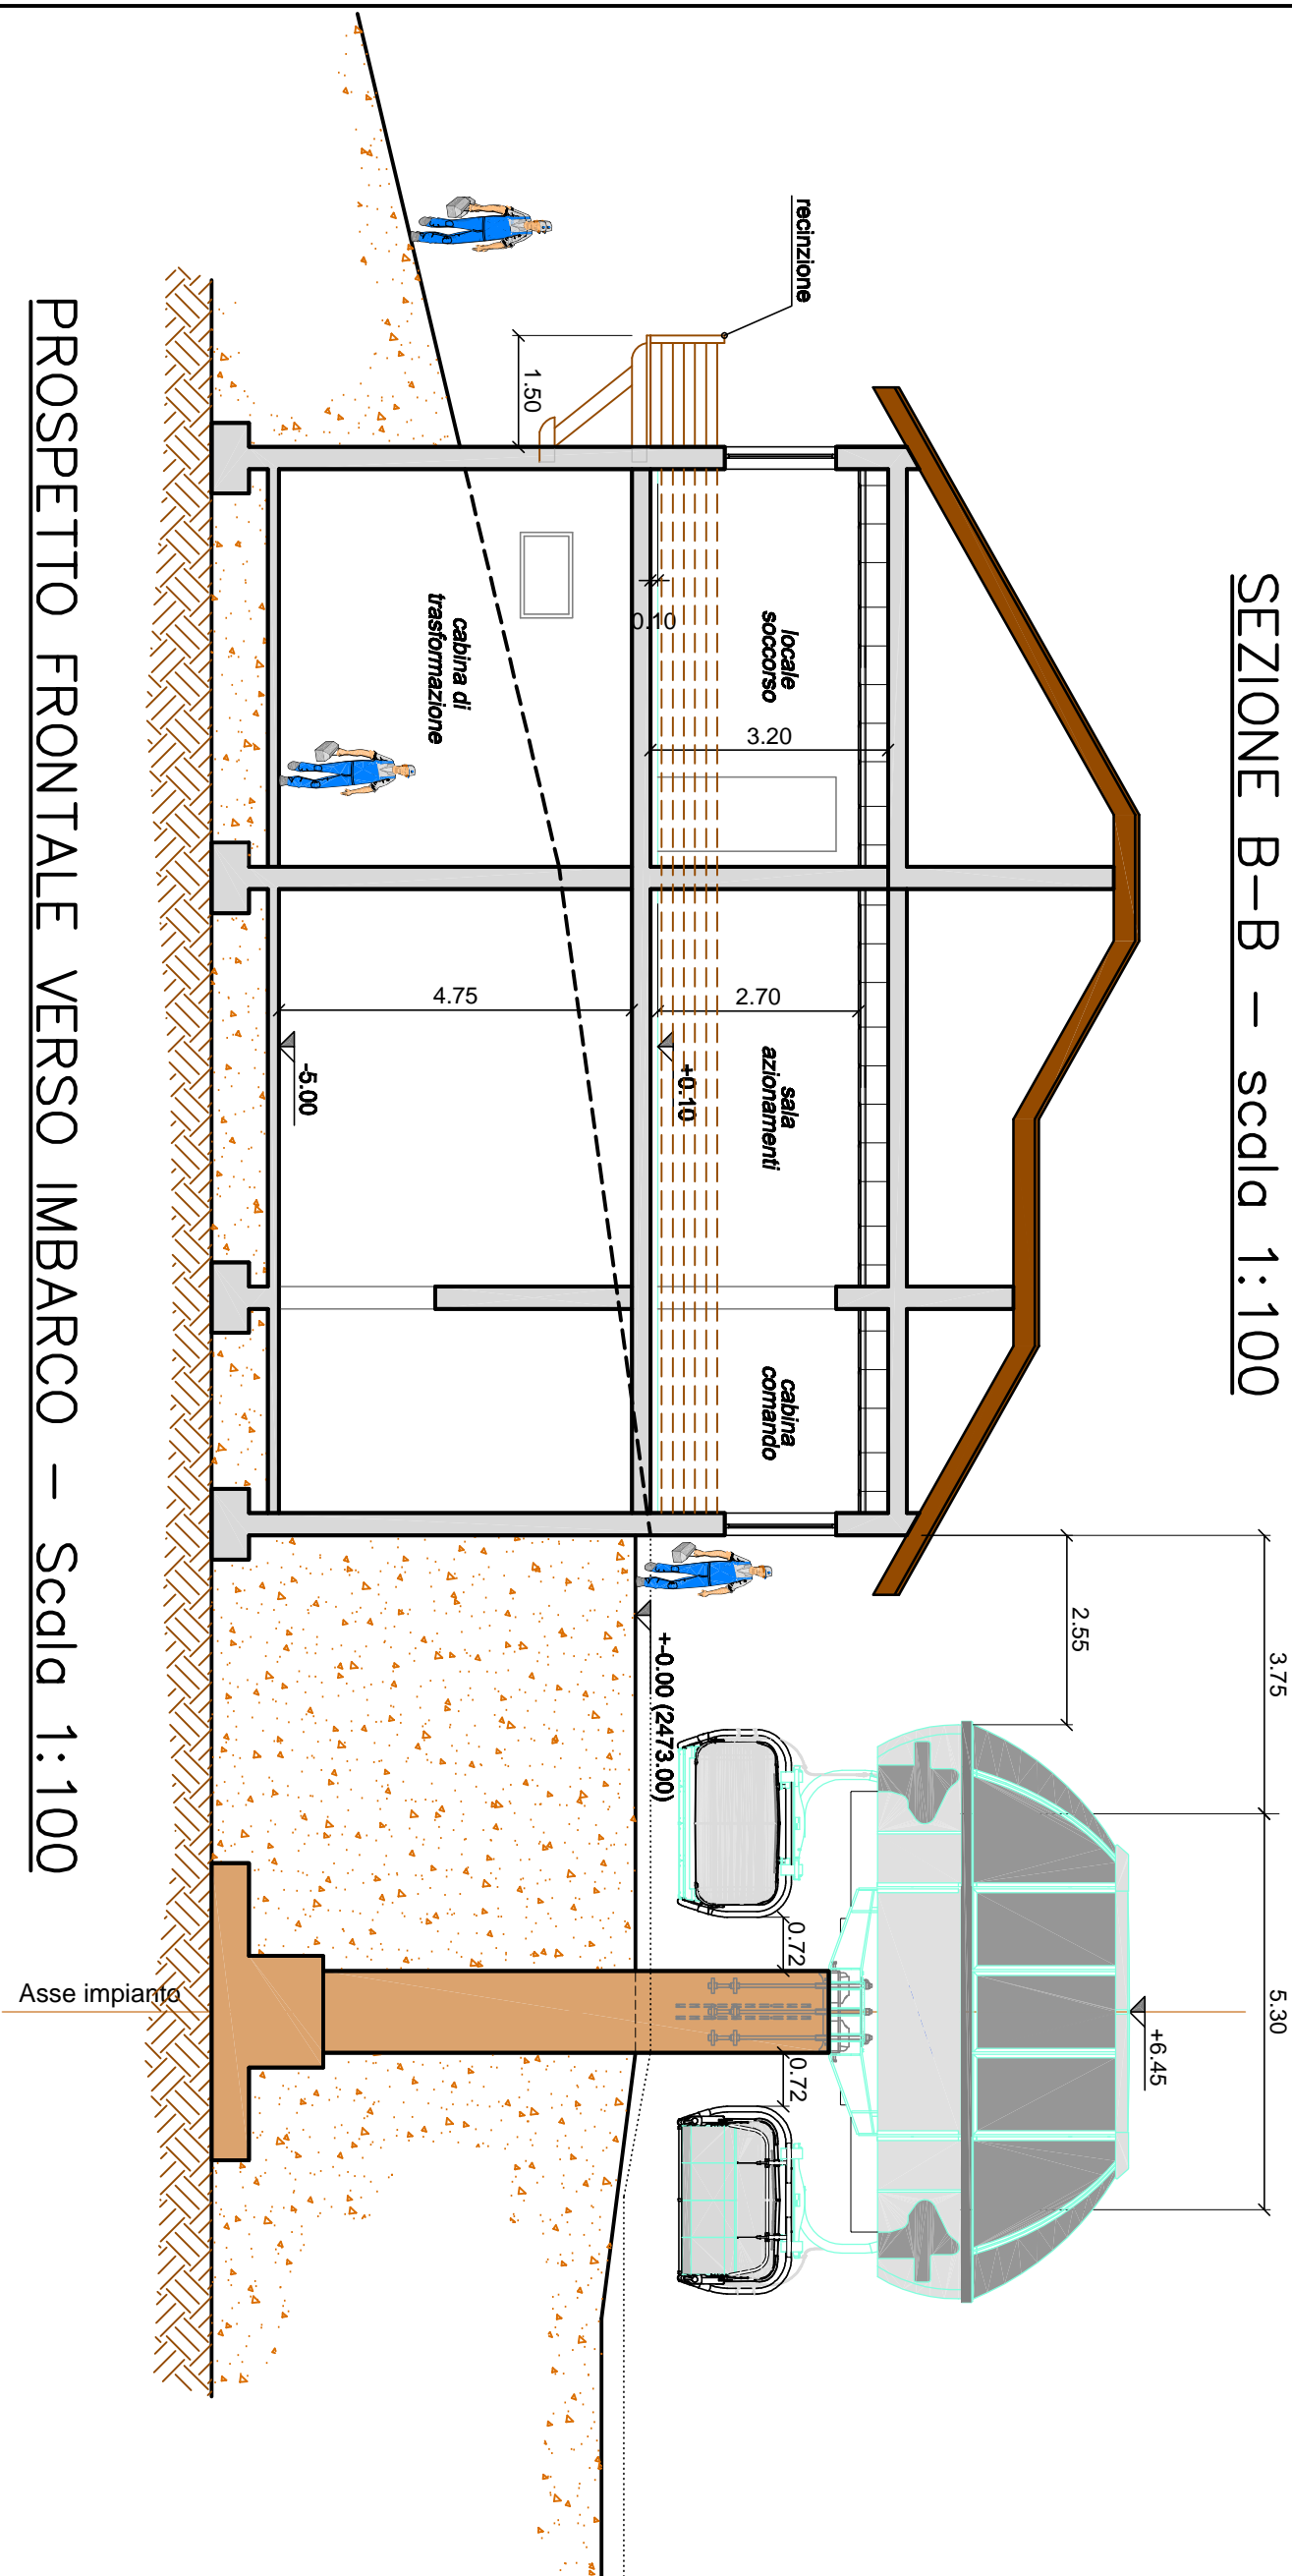 SEZIONE B-B - scala 1:100
3.75
5.30
2.55
+6.45
recinzione
1.50
locale
soccorso
sala
azionamenti
cabina
comando
3.20
2.70
0.10
+0.10
+-0.00 (2473.00)
0.72
0.72
cabina di
trasformazione
4.75
-5.00
Asse impianto
PROSPETTO FRONTALE VERSO IMBARCO - Scala 1:100